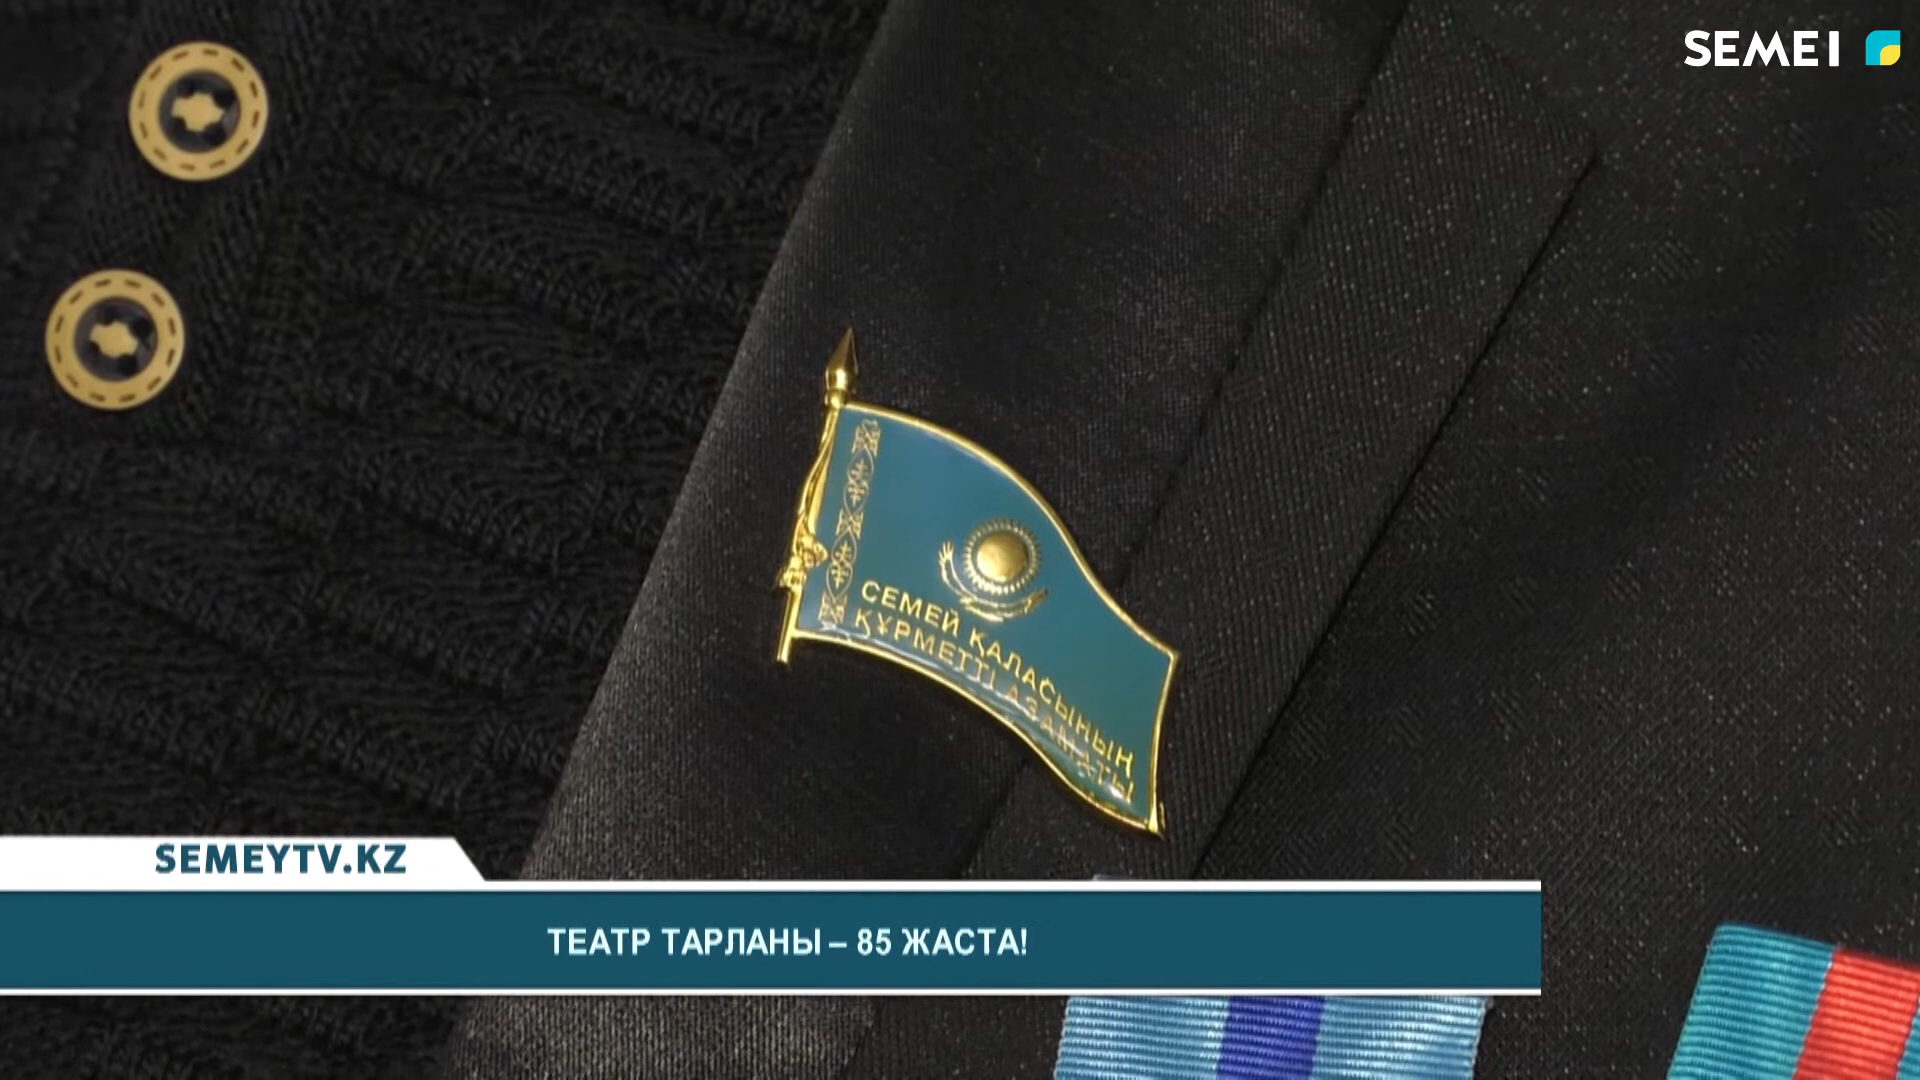 SEMEI
СЕМЕЙ ҚАЛАСЫНЫҢ
ҚҰРМЕТТІ АЗАМАТЫ
SEMEYTV.KZ
ТЕАТР ТАРЛАНЫ – 85 ЖАСТА!